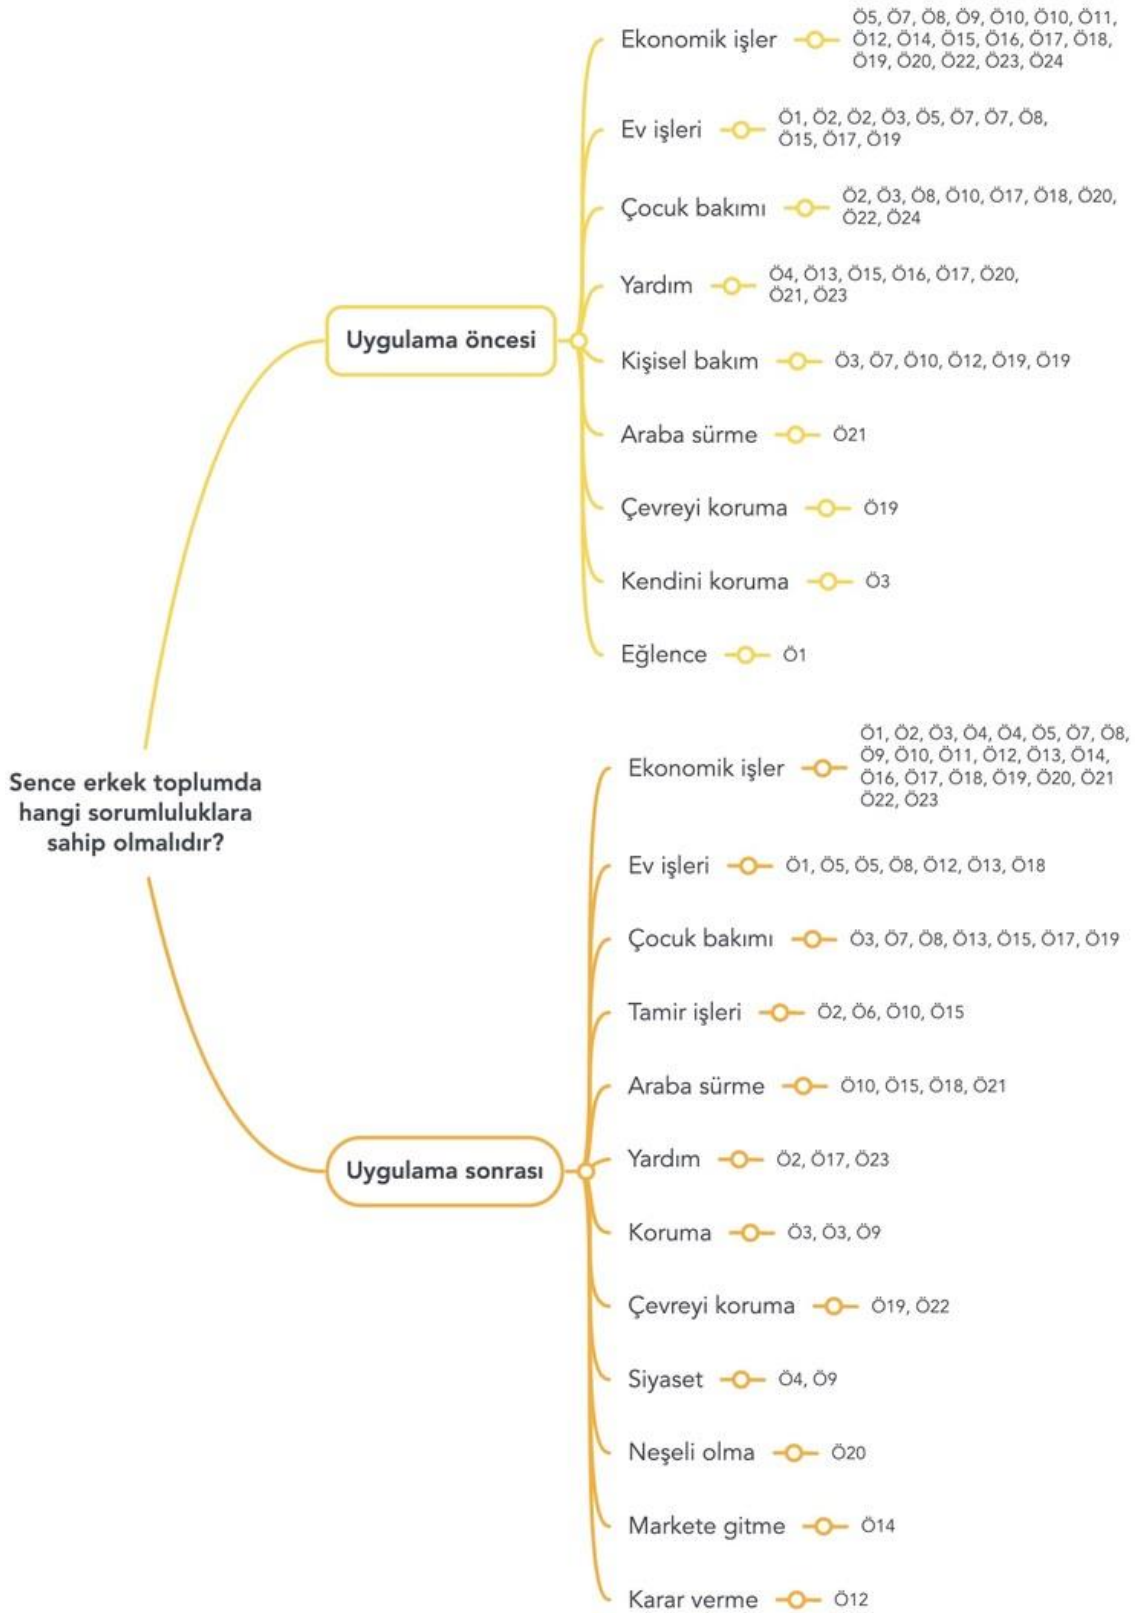 Sence erkek toplumda
hangi sorumluluklara
sahip olmalıdır?
Uygulama öncesi
Ekonomik işler
Ö5, Ö7, Ö8, Ö9, Ö10, Ö10, Ö11,
Ö12, Ö14, Ö15, Ö16, Ö17, Ö18,
Ö19, Ö20, Ö22, Ö23, Ö24
Ev işleri
Ö1, Ö2, Ö2, Ö3, Ö5, Ö7, Ö7, Ö8,
Ö15, Ö17, Ö19
Çocuk bakımı
Ö2, Ö3, Ö8, Ö10, Ö17, Ö18, Ö20,
Ö22, Ö24
Yardım
Ö4, Ö13, Ö15, Ö16, Ö17, Ö20,
Ö21, Ö23
Kişisel bakım
Ö3, Ö7, Ö10, Ö12, Ö19, Ö19
Araba sürme
Ö21
Çevreyi koruma
Ö19
Kendini koruma
Ö3
Eğlence
Ö1
Uygulama sonrası
Ekonomik işler
Ö1, Ö2, Ö3, Ö4, Ö4, Ö5, Ö7, Ö8,
Ö9, Ö10, Ö11, Ö12, Ö13, Ö14,
Ö16, Ö17, Ö18, Ö19, Ö20, Ö21
Ö22, Ö23
Ev işleri
Ö1, Ö5, Ö5, Ö8, Ö12, Ö13, Ö18
Çocuk bakımı
Ö3, Ö7, Ö8, Ö13, Ö15, Ö17, Ö19
Tamir işleri
Ö2, Ö6, Ö10, Ö15
Araba sürme
Ö10, Ö15, Ö18, Ö21
Yardım
Ö2, Ö17, Ö23
Koruma
Ö3, Ö3, Ö9
Çevreyi koruma
Ö19, Ö22
Siyaset
Ö4, Ö9
Neşeli olma
Ö20
Markete gitme
Ö14
Karar verme
Ö12